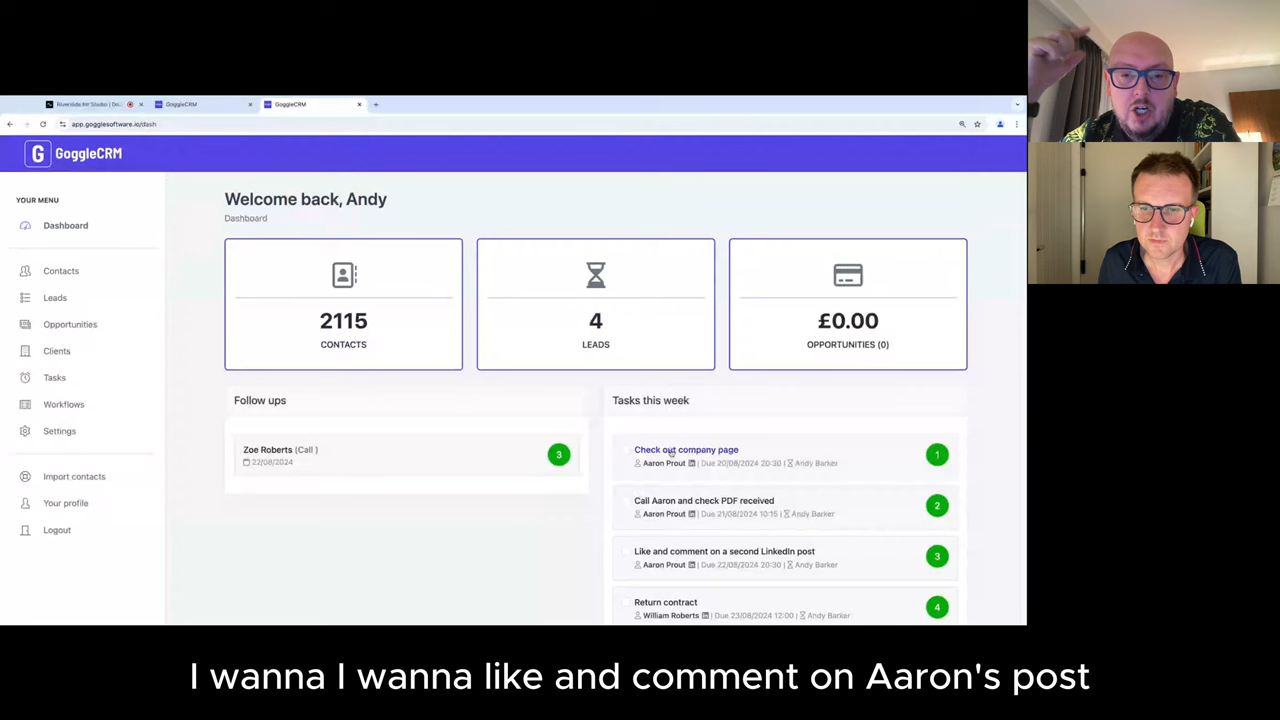 GoggleCRM
GoggleCRM
app.gogglesoftware.io/dash
G GoggleCRM
YOUR MENU
Dashboard
Contacts
Leads
Opportunities
Clients
Tasks
Workflows
Settings
Import contacts
Your profile
Logout
Welcome back, Andy
Dashboard
2115
CONTACTS
4
LEADS
£0.00
OPPORTUNITIES (0)
Follow ups
Zoe Roberts (Call )
22/08/2024
3
Tasks this week
Check out company page
Aaron Prout | Due 20/08/2024 20:30 | Andy Barker
1
Call Aaron and check PDF received
Aaron Prout | Due 21/08/2024 10:15 | Andy Barker
2
Like and comment on a second LinkedIn post
Aaron Prout | Due 22/08/2024 20:30 | Andy Barker
3
Return contract
William Roberts | Due 23/08/2024 12:00 | Andy Barker
4
I wanna I wanna like and comment on Aaron's post